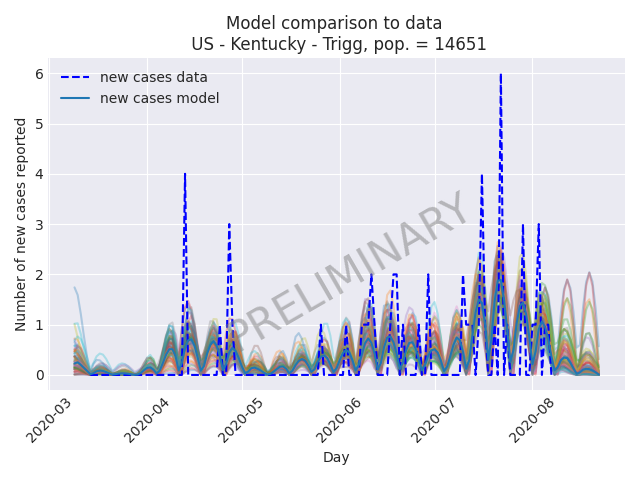 Model comparison to data
US - Kentucky - Trigg, pop. = 14651
new cases data
new cases model
PRELIMINARY
Number of new cases reported
6
5
4
3
2
1
0
2020-03
2020-04
2020-05
2020-06
2020-07
2020-08
Day